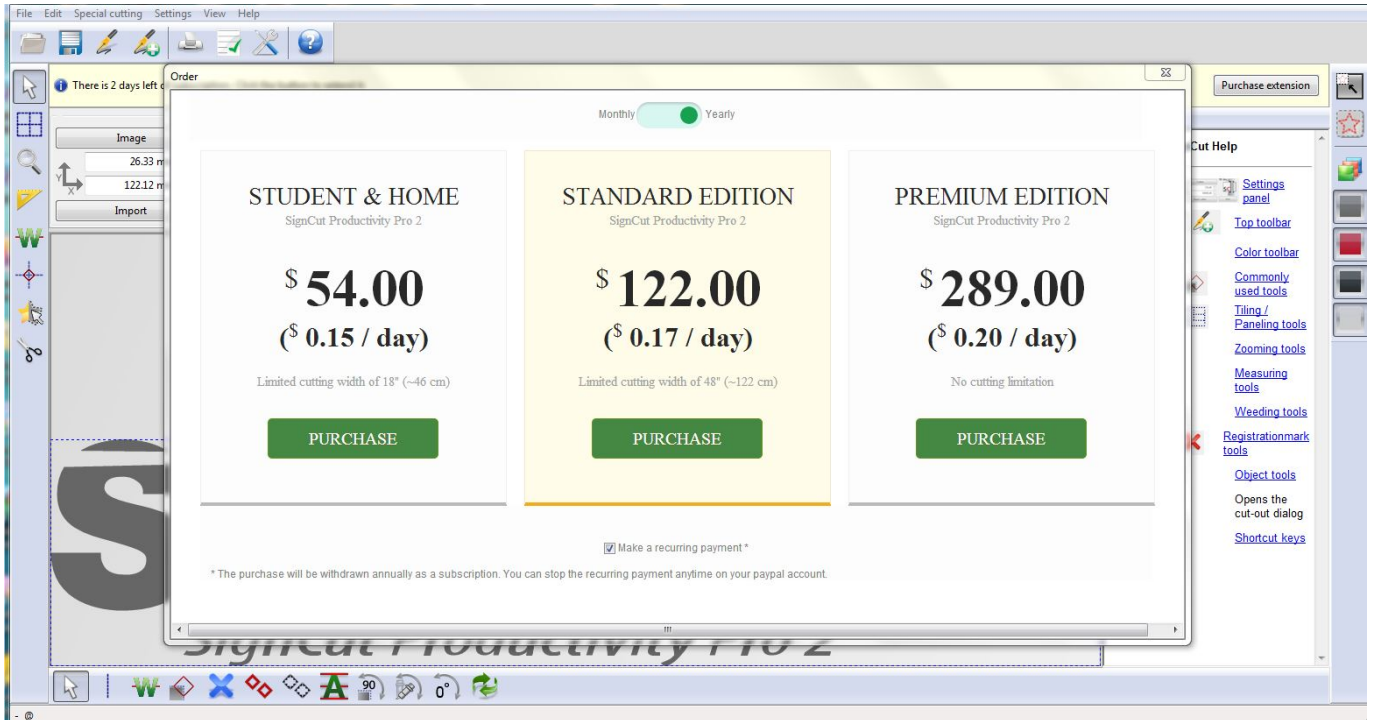 File Edit Special cutting Settings View Help
There is 2 days left
Purchase extension
Order
Monthly Yearly
Image
26.33
122.12
Import
STUDENT & HOME
SignCut Productivity Pro 2
$ 54.00
($ 0.15 / day)
Limited cutting width of 18" (~46 cm)
PURCHASE
STANDARD EDITION
SignCut Productivity Pro 2
$ 122.00
($ 0.17 / day)
Limited cutting width of 48" (~122 cm)
PURCHASE
PREMIUM EDITION
SignCut Productivity Pro 2
$ 289.00
($ 0.20 / day)
No cutting limitation
PURCHASE
Make a recurring payment *
* The purchase will be withdrawn annually as a subscription. You can stop the recurring payment anytime on your paypal account.
Cut Help
Settings
panel
Top toolbar
Color toolbar
Commonly
used tools
Tiling /
Paneling tools
Zooming tools
Measuring
tools
Weeding tools
Registrationmark
tools
Object tools
Opens the
cut-out dialog
Shortcut keys
Y
X
SignCut Productivity Pro 2
W
W
A
90
0°
- @